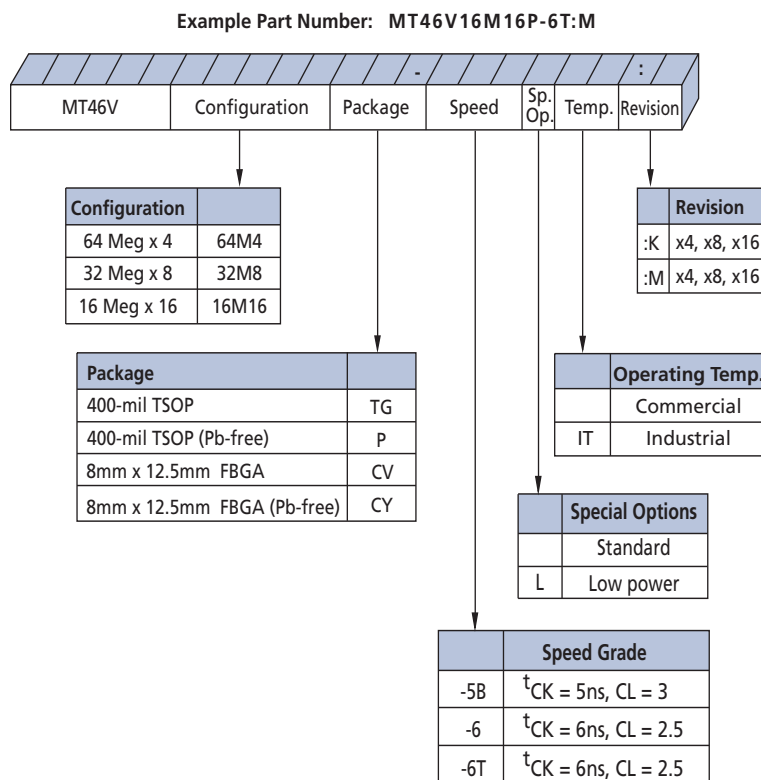 Example Part Number: MT46V16M16P-6T:M
- :
MT46V Configuration Package Speed Sp. Op. Temp. Revision
Configuration
64 Meg x 4 64M4
32 Meg x 8 32M8
16 Meg x 16 16M16
Revision
:K x4, x8, x16
:M x4, x8, x16
Package
400-mil TSOP TG
400-mil TSOP (Pb-free) P
8mm x 12.5mm FBGA CV
8mm x 12.5mm FBGA (Pb-free) CY
Operating Temp.
Commercial
IT Industrial
Special Options
Standard
L Low power
Speed Grade
-5B tCK = 5ns, CL = 3
-6 tCK = 6ns, CL = 2.5
-6T tCK = 6ns, CL = 2.5